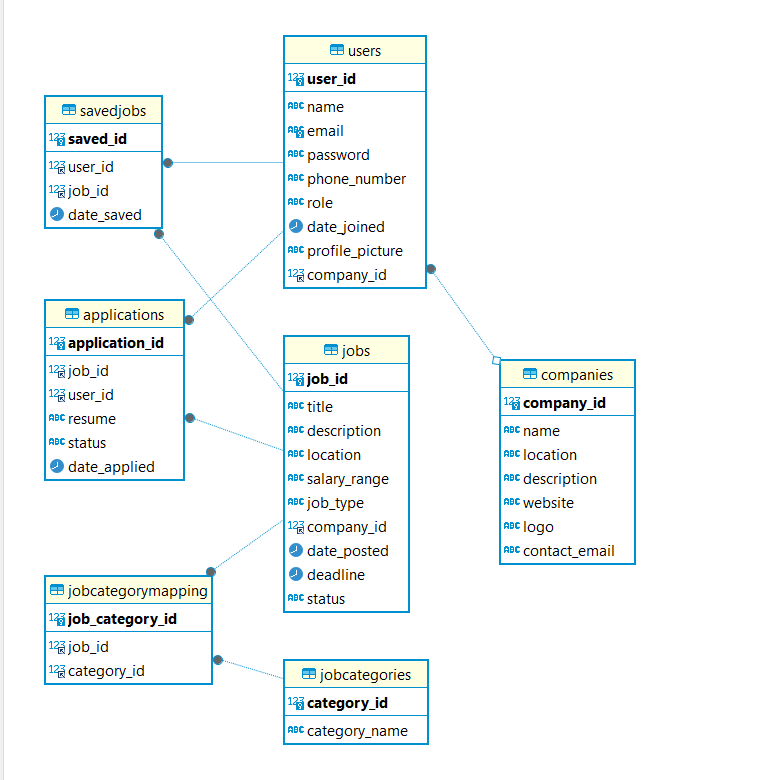 users
user_id
name
email
password
phone_number
role
date_joined
profile_picture
company_id
savedjobs
saved_id
user_id
job_id
date_saved
applications
application_id
job_id
user_id
resume
status
date_applied
jobs
job_id
title
description
location
salary_range
job_type
company_id
date_posted
deadline
status
companies
company_id
name
location
description
website
logo
contact_email
jobcategorymapping
job_category_id
job_id
category_id
jobcategories
category_id
category_name